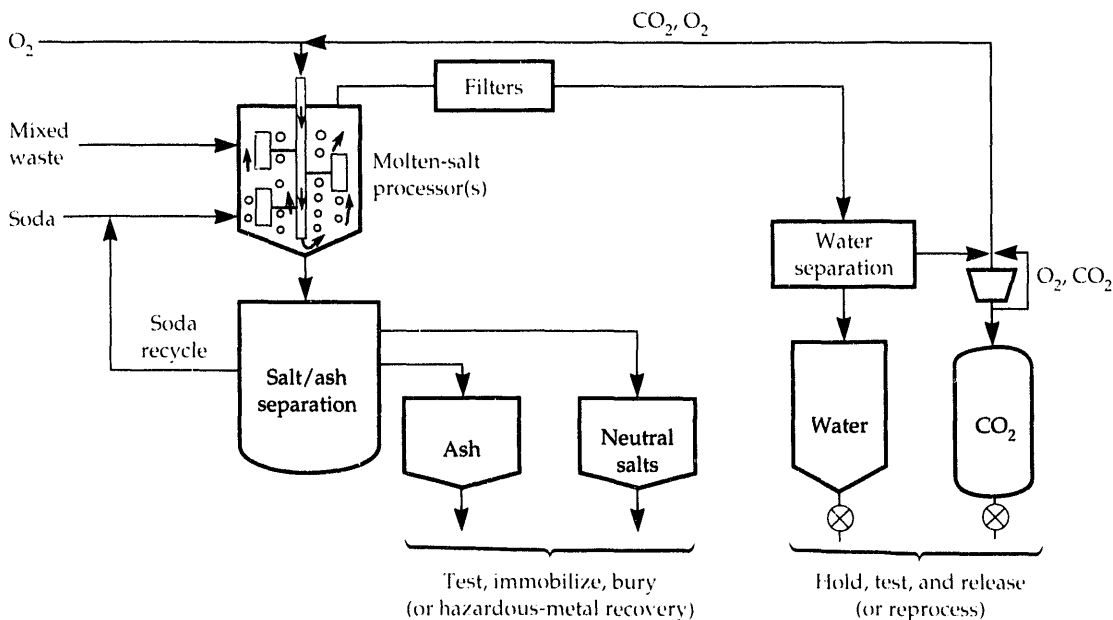 CO₂, O₂
O₂
Filters
Mixed
waste
Molten-salt
processor(s)
Soda
Water
separation
O₂, CO₂
Soda
recycle
Salt/ash
separation
Ash
Neutral
salts
Water
CO₂
Test, immobilize, bury
(or hazardous-metal recovery)
Hold, test, and release
(or reprocess)